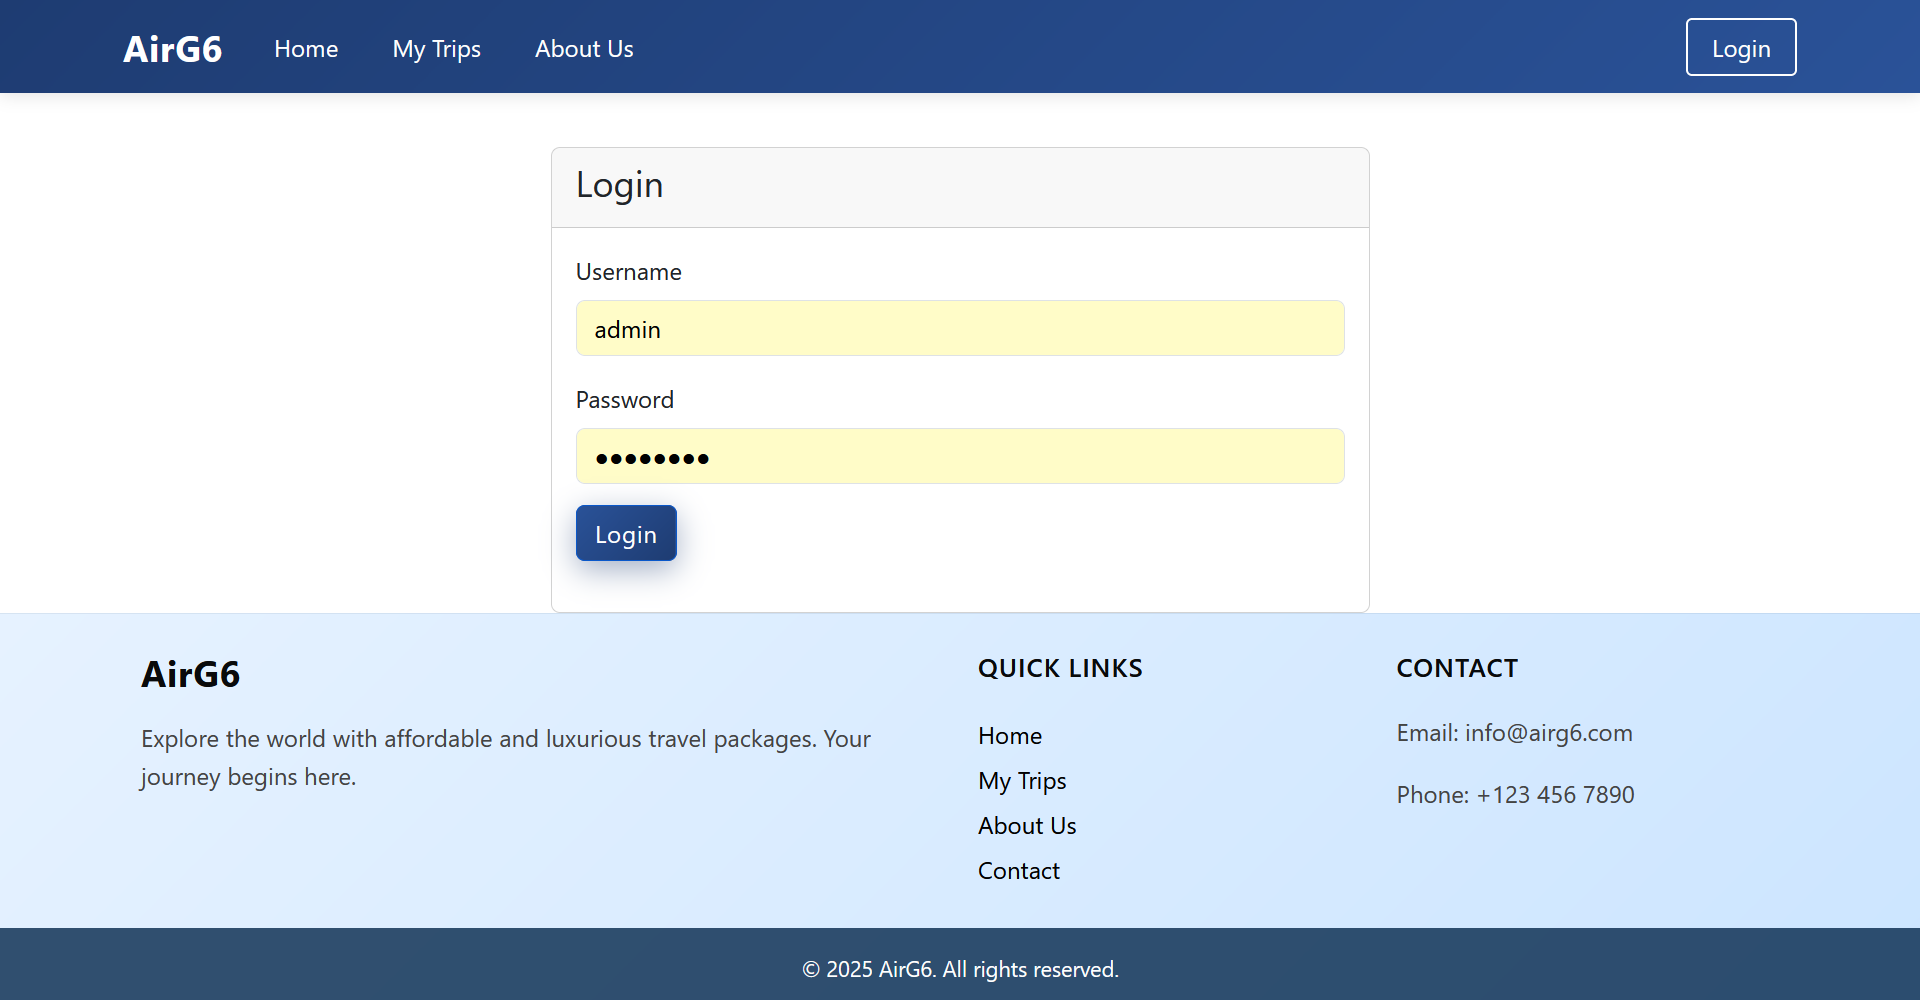 AirG6 Home My Trips About Us Login
Login
Username
admin
Password
●●●●●●●●
Login
AirG6
Explore the world with affordable and luxurious travel packages. Your
journey begins here.
QUICK LINKS
Home
My Trips
About Us
Contact
CONTACT
Email: info@airg6.com
Phone: +123 456 7890
© 2025 AirG6. All rights reserved.